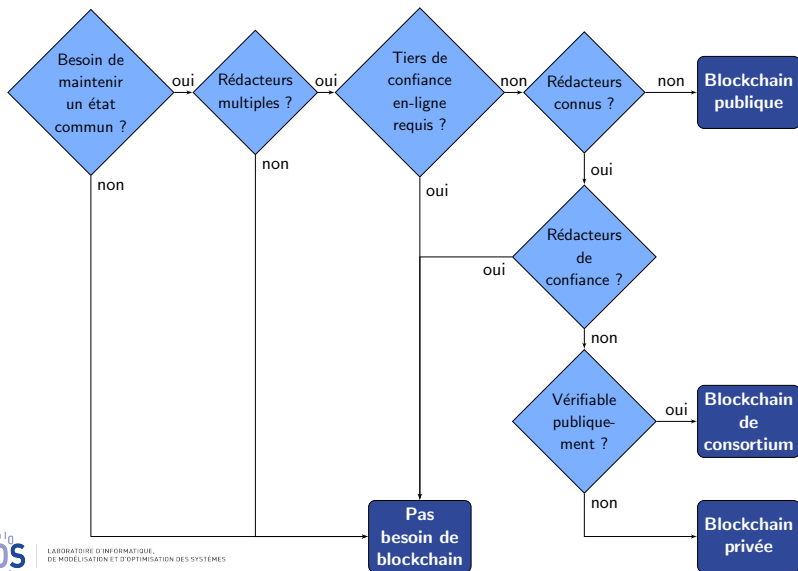 Besoin de
maintenir
un état
commun ?
oui
Rédacteurs
multiples ?
oui
Tiers de
confiance
en-ligne
requis ?
non
Rédacteurs
connus ?
non
Blockchain
publique
non
non
oui
oui
Rédacteurs
de
confiance ?
oui
non
Vérifiable
publique-
ment ?
oui
Blockchain
de
consortium
non
Pas
besoin de
blockchain
Blockchain
privée
LABORATOIRE D'INFORMATIQUE,
DE MODÉLISATION ET D'OPTIMISATION DES SYSTÈMES